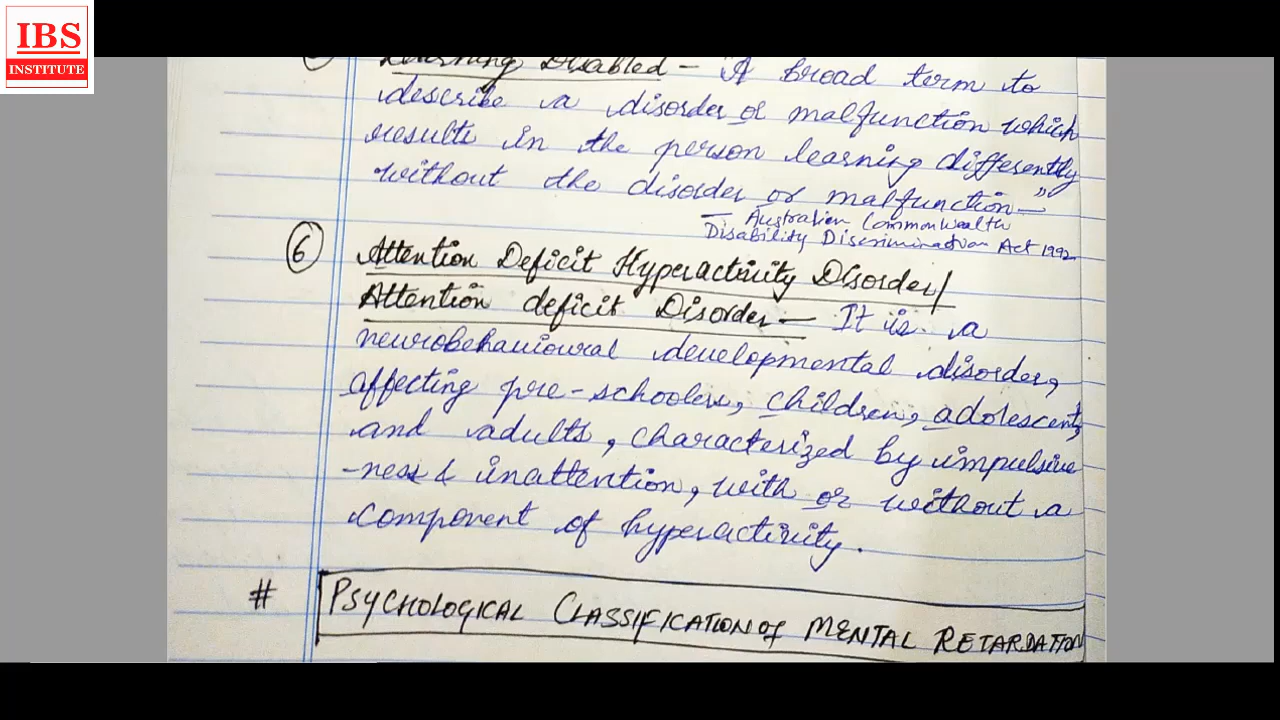 IBS
INSTITUTE
Learning Disabled - "A broad term to
describe a disorder or malfunction which
results in the person learning differently
without the disorder or malfunction-"
- Australian Commonwealth
Disability Discrimination Act 1992
6 Attention Deficit Hyperactivity Disorder/
Attention deficit Disorder - It is a
neurobehavioural developmental disorder,
affecting pre-schoolers, children, adolescents,
and adults, characterized by impulsive
-ness & inattention, with or without a
component of hyperactivity.
# PSYCHOLOGICAL CLASSIFICATION of MENTAL RETARDATION